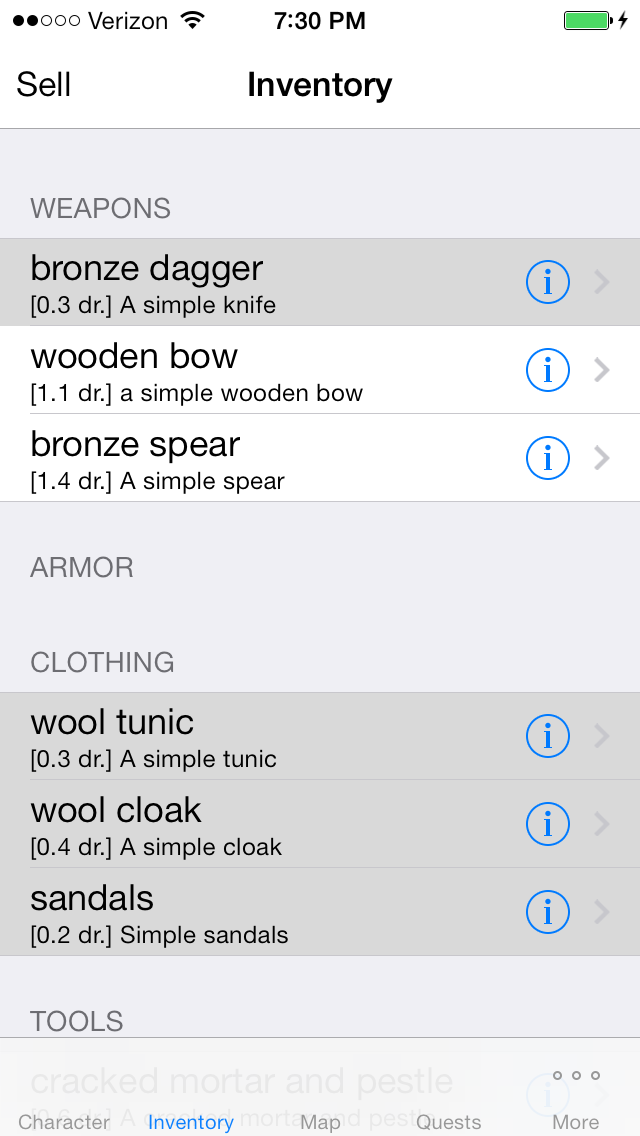 Verizon 7:30 PM
Sell Inventory
WEAPONS
bronze dagger
[0.3 dr.] A simple knife
wooden bow
[1.1 dr.] a simple wooden bow
bronze spear
[1.4 dr.] A simple spear
ARMOR
CLOTHING
wool tunic
[0.3 dr.] A simple tunic
wool cloak
[0.4 dr.] A simple cloak
sandals
[0.2 dr.] Simple sandals
TOOLS
cracked mortar and pestle
[0.6 dr.] A cracked mortar and pestle
Character Inventory Map Quests More